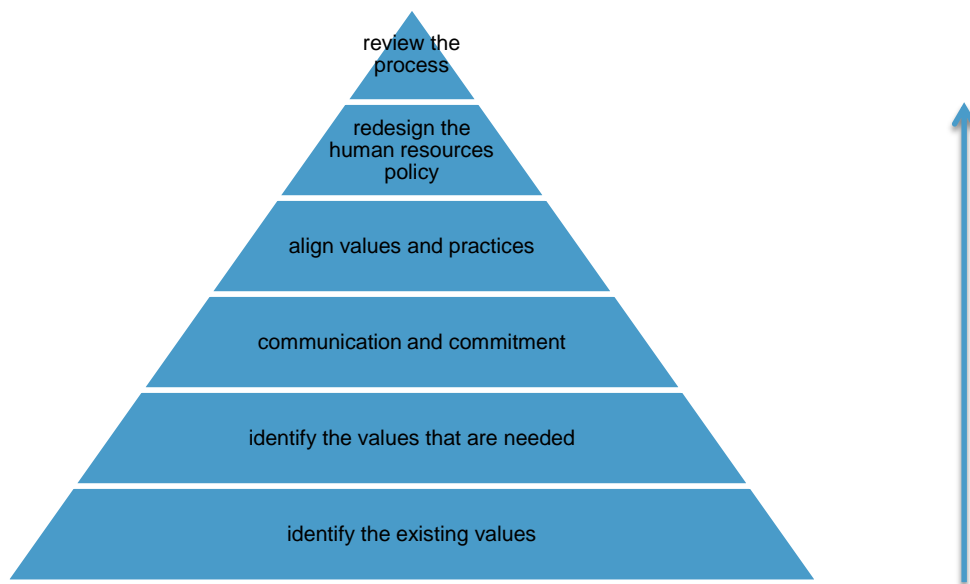 review the
process
redesign the
human resources
policy
align values and practices
communication and commitment
identify the values that are needed
identify the existing values